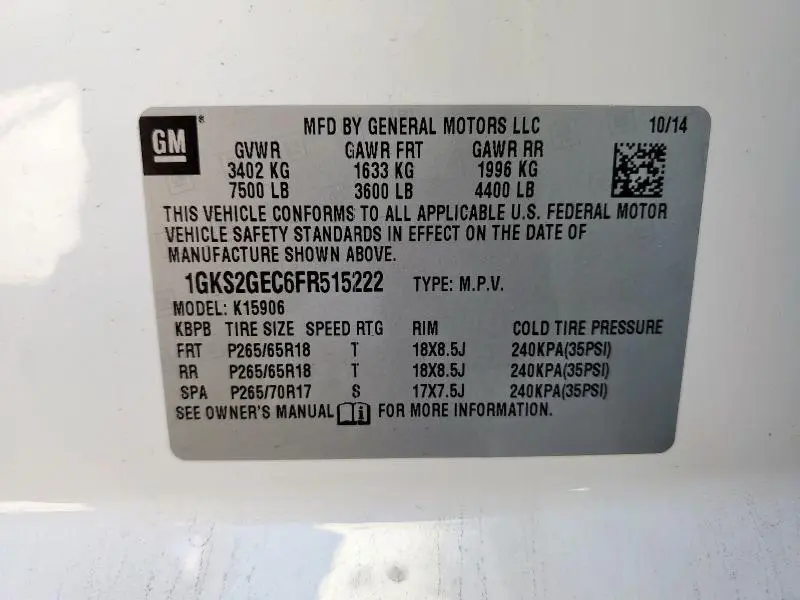 GM® MFD BY GENERAL MOTORS LLC 10/14
GVWR GAWR FRT GAWR RR
3402 KG 1633 KG 1996 KG
7500 LB 3600 LB 4400 LB
THIS VEHICLE CONFORMS TO ALL APPLICABLE U.S. FEDERAL MOTOR
VEHICLE SAFETY STANDARDS IN EFFECT ON THE DATE OF
MANUFACTURE SHOWN ABOVE.
1GKS2GEC6FR515222 TYPE: M.P.V.
MODEL: K15906
KBPB TIRE SIZE SPEED RTG RIM COLD TIRE PRESSURE
FRT P265/65R18 T 18X8.5J 240KPA(35PSI)
RR P265/65R18 T 18X8.5J 240KPA(35PSI)
SPA P265/70R17 S 17X7.5J 240KPA(35PSI)
SEE OWNER'S MANUAL FOR MORE INFORMATION.